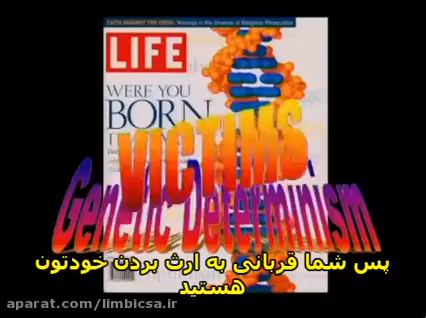 FAITH AGAINST THE ODDS:
LIFE
WERE YOU
BORN
VICTIMS
Genetic Determinism
پس شما قربانی به ارث بردن خودتون
هستید
aparat.com/limbicsa.ir